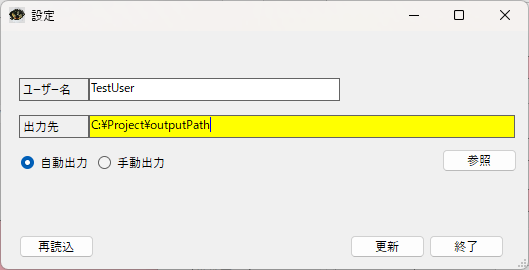 設定
ユーザー名 TestUser
出力先 C:¥Project¥outputPath
自動出力 手動出力 参照
再読込 更新 終了